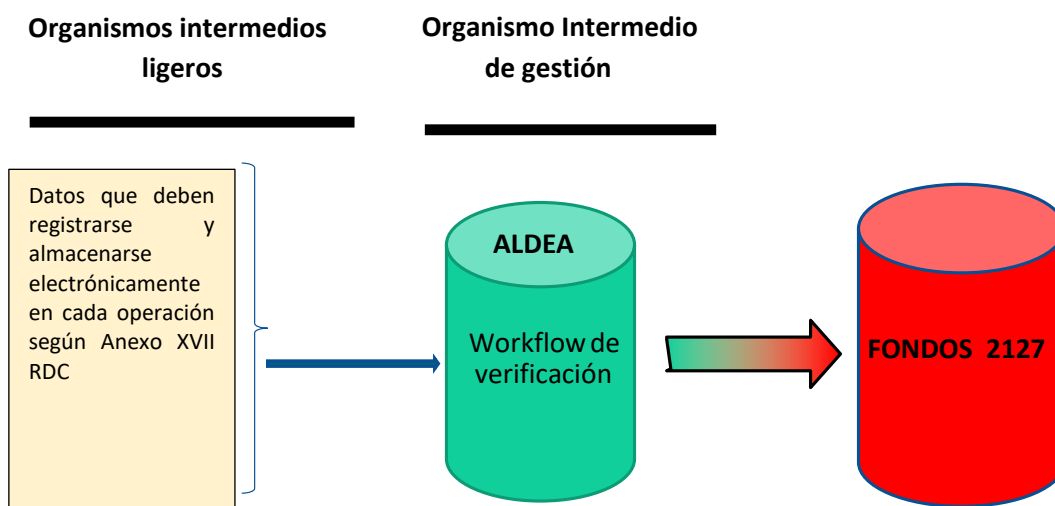 Organismos intermedios
ligeros
Organismo Intermedio
de gestión
Datos que deben
registrarse y
almacenarse
electrónicamente
en cada operación
según Anexo XVII
RDC
ALDEA
Workflow de
verificación
FONDOS 2127